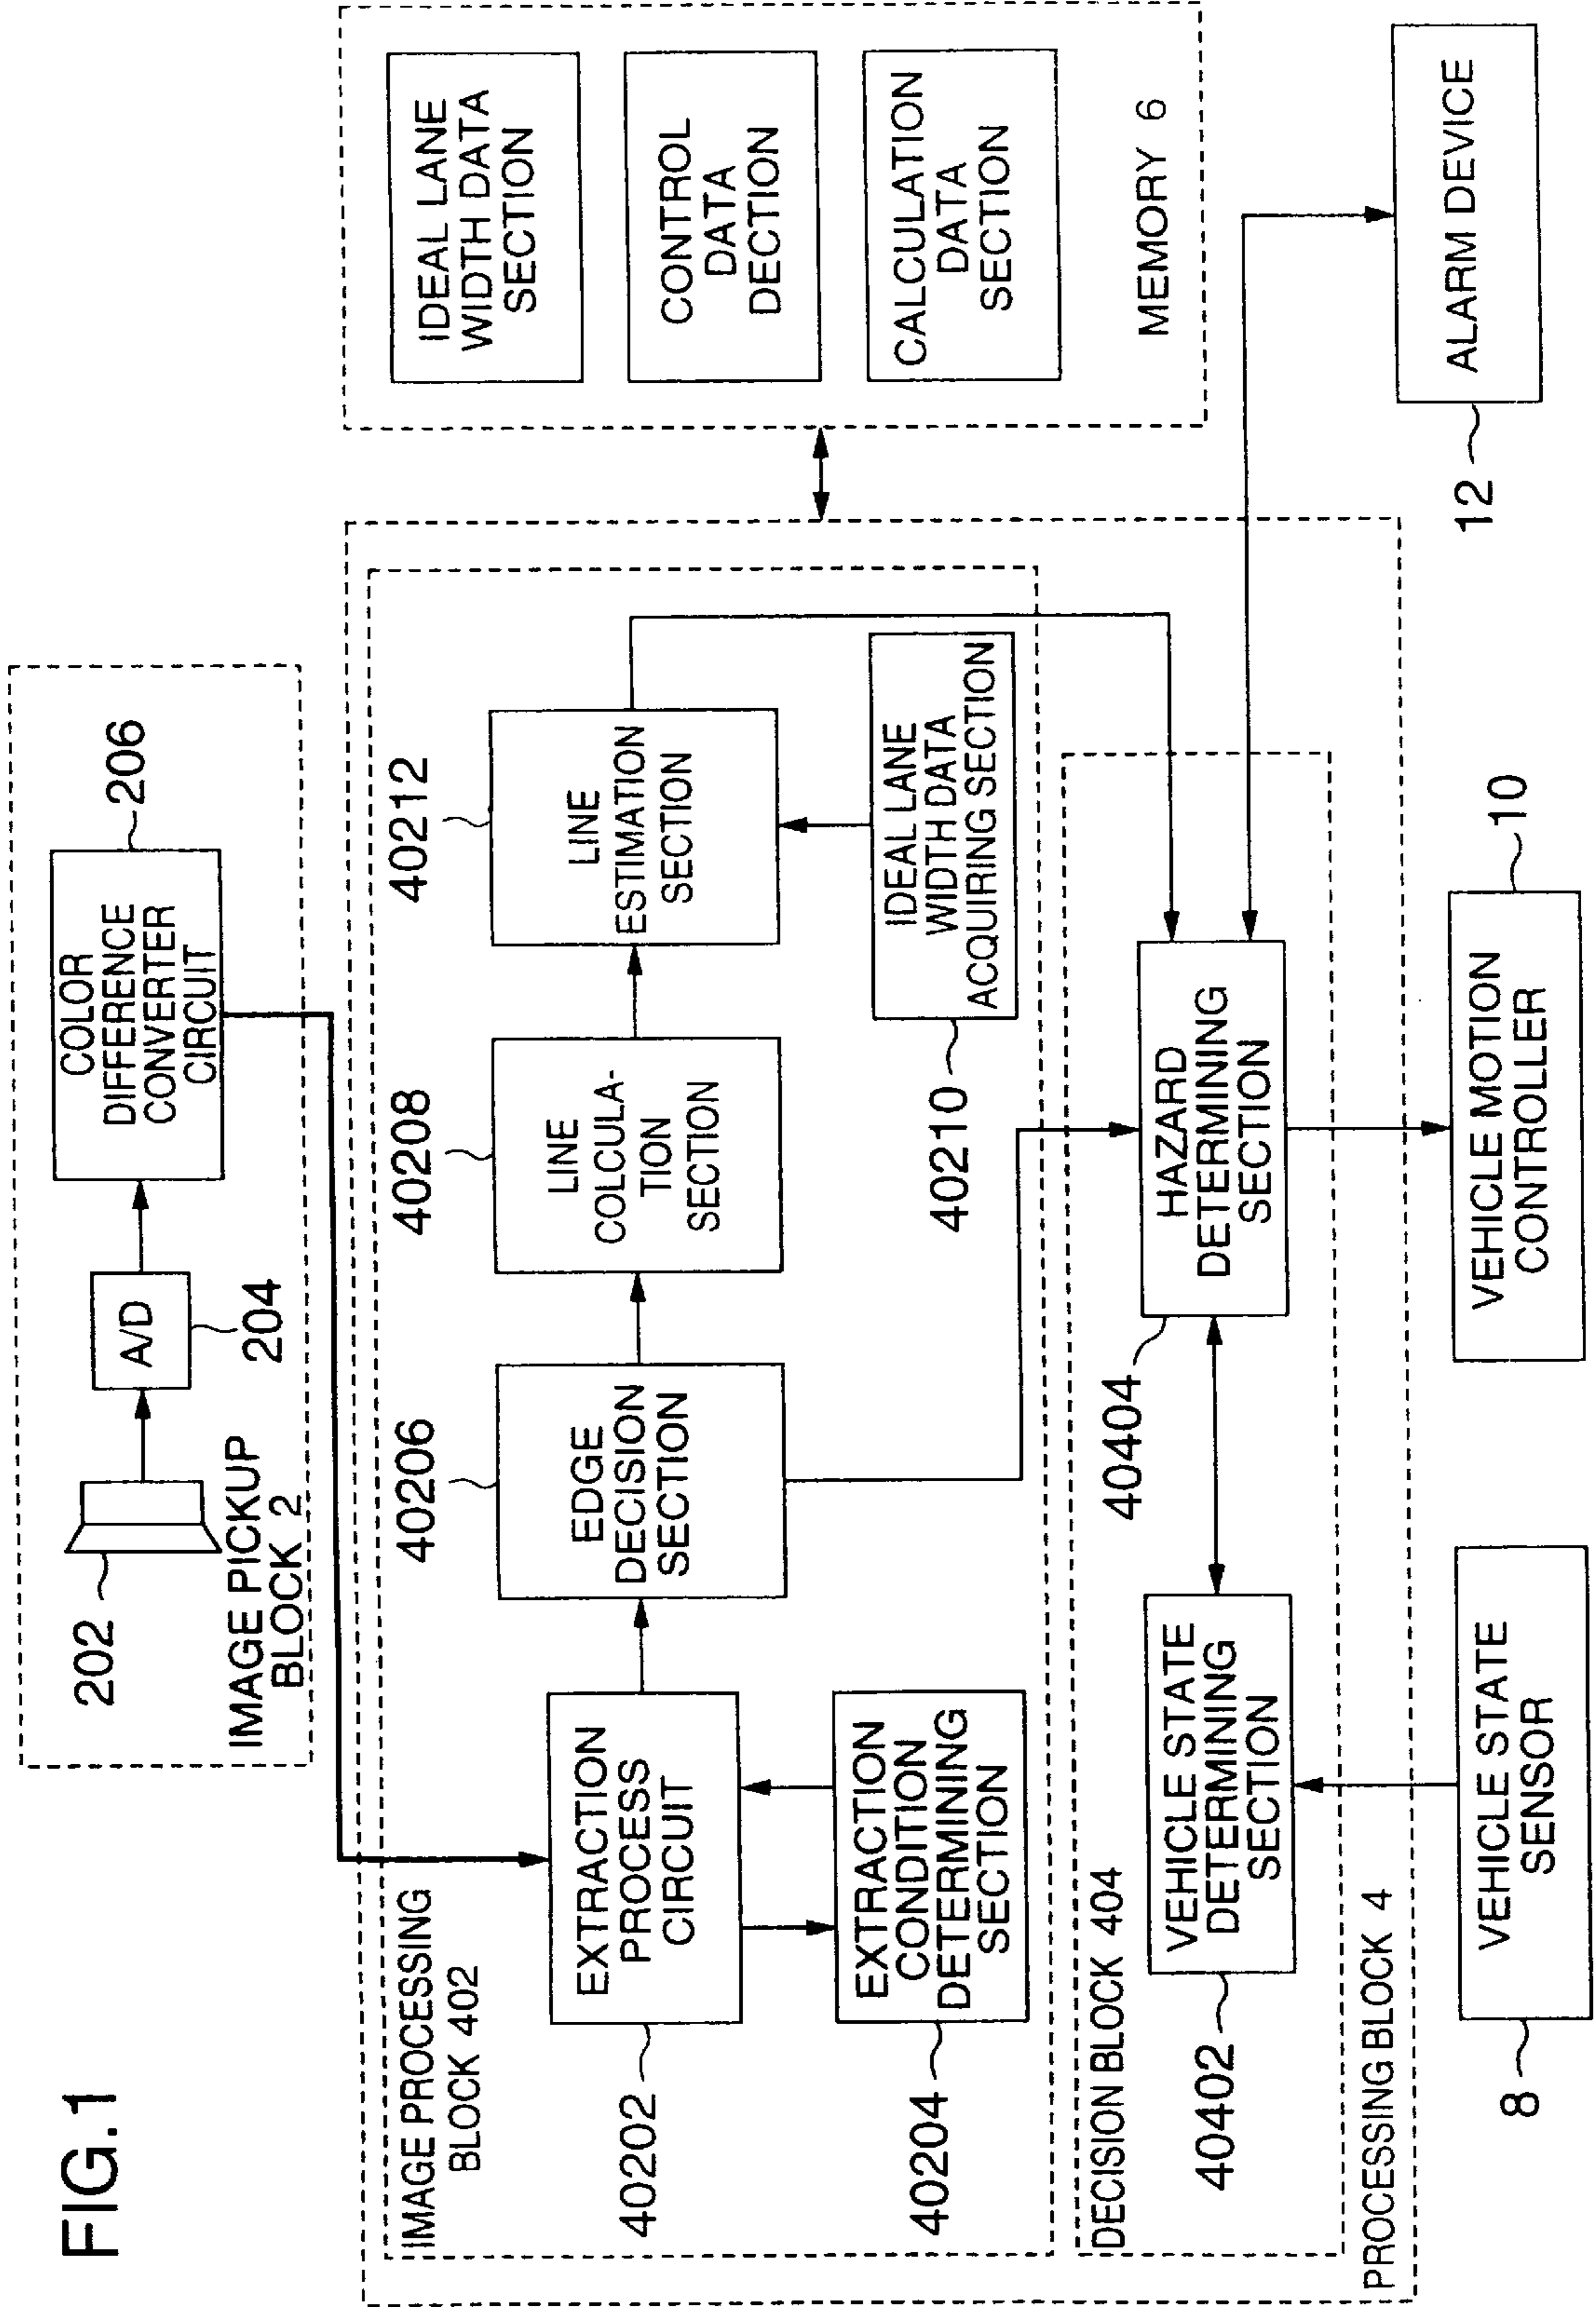 FIG.1
202
IMAGE PICKUP
BLOCK 2
A/D
204
COLOR
DIFFERENCE
CONVERTER
CIRCUIT
206
IMAGE PROCESSING
BLOCK 402
EXTRACTION
PROCESS
CIRCUIT
40202
EXTRACTION
CONDITION
DETERMINING
SECTION
40204
40206
EDGE
DECISION
SECTION
40208
LINE
COLCULA-
TION
SECTION
40212
LINE
ESTIMATION
SECTION
IDEAL LANE
WIDTH DATA
ACQUIRING SECTION
40210
DECISION BLOCK 404
VEHICLE STATE
DETERMINING
SECTION
40402
HAZARD
DETERMINING
SECTION
40404
PROCESSING BLOCK 4
IDEAL LANE
WIDTH DATA
SECTION
CONTROL
DATA
DECTION
CALCULATION
DATA
SECTION
MEMORY 6
VEHICLE STATE
SENSOR
8
VEHICLE MOTION
CONTROLLER
10
ALARM DEVICE
12